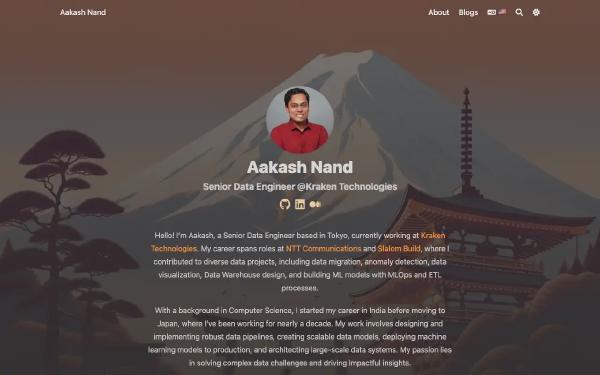 Aakash Nand
About Blogs
Aakash Nand
Senior Data Engineer @Kraken Technologies
Hello! I'm Aakash, a Senior Data Engineer based in Tokyo, currently working at Kraken
Technologies. My career spans roles at NTT Communications and Slalom Build, where I
contributed to diverse data projects, including data migration, anomaly detection, data
visualization, Data Warehouse design, and building ML models with MLOps and ETL
processes.
With a background in Computer Science, I started my career in India before moving to
Japan, where I've been working for nearly a decade. My work involves designing and
implementing robust data pipelines, creating scalable data models, deploying machine
learning models to production, and architecting large-scale data systems. My passion lies
in solving complex data challenges and driving impactful insights.